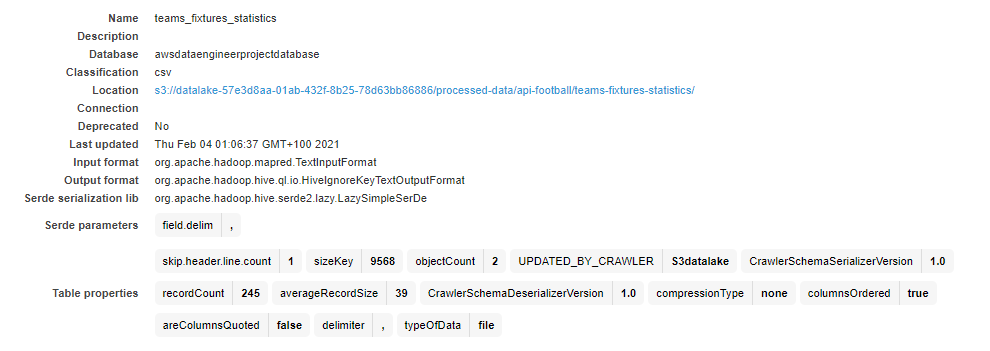 Name teams_fixtures_statistics
Description
Database awsdataengineerprojectdatabase
Classification csv
Location s3://datalake-57e3d8aa-01ab-432f-8b25-78d63bb86886/processed-data/api-football/teams-fixtures-statistics/
Connection
Deprecated No
Last updated Thu Feb 04 01:06:37 GMT+100 2021
Input format org.apache.hadoop.mapred.TextInputFormat
Output format org.apache.hadoop.hive.ql.io.HiveIgnoreKeyTextOutputFormat
Serde serialization lib org.apache.hadoop.hive.serde2.lazy.LazySimpleSerDe
Serde parameters field.delim ,
skip.header.line.count 1 sizeKey 9568 objectCount 2 UPDATED_BY_CRAWLER S3datalake CrawlerSchemaSerializerVersion 1.0
Table properties recordCount 245 averageRecordSize 39 CrawlerSchemaDeserializerVersion 1.0 compressionType none columnsOrdered true
areColumnsQuoted false delimiter , typeOfData file